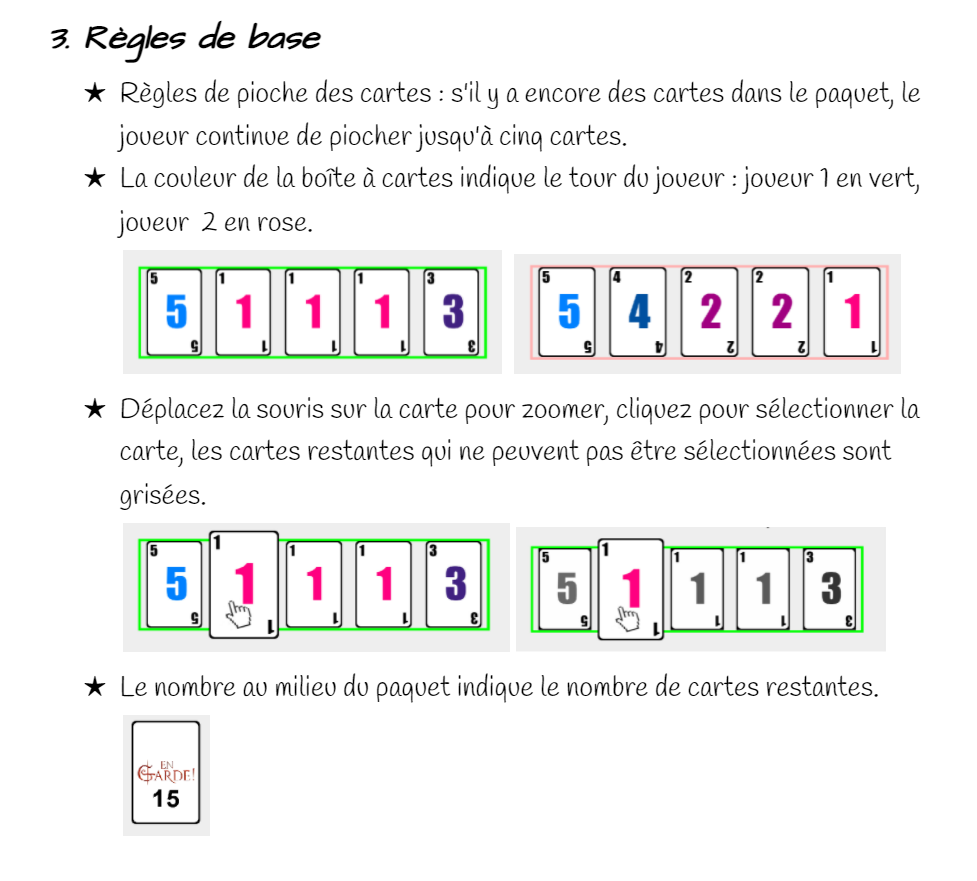 3. Règles de base
★ Règles de pioche des cartes : s'il y a encore des cartes dans le paquet, le
joueur continue de piocher jusqu'à cinq cartes.
★ La couleur de la boîte à cartes indique le tour du joueur : joueur 1 en vert,
joueur 2 en rose.
5 1 1 1 3 5 4 2 2 1
5 1 1 1 3 5 4 2 2 1
5 1 1 1 3 5 4 2 2 1
★ Déplacez la souris sur la carte pour zoomer, cliquez pour sélectionner la
carte, les cartes restantes qui ne peuvent pas être sélectionnées sont
grisées.
5 1 1 1 3 5 1 1 1 3
5 1 1 1 3 5 1 1 1 3
5 1 1 1 3 5 1 1 1 3
★ Le nombre au milieu du paquet indique le nombre de cartes restantes.
EN
GARDE!
15